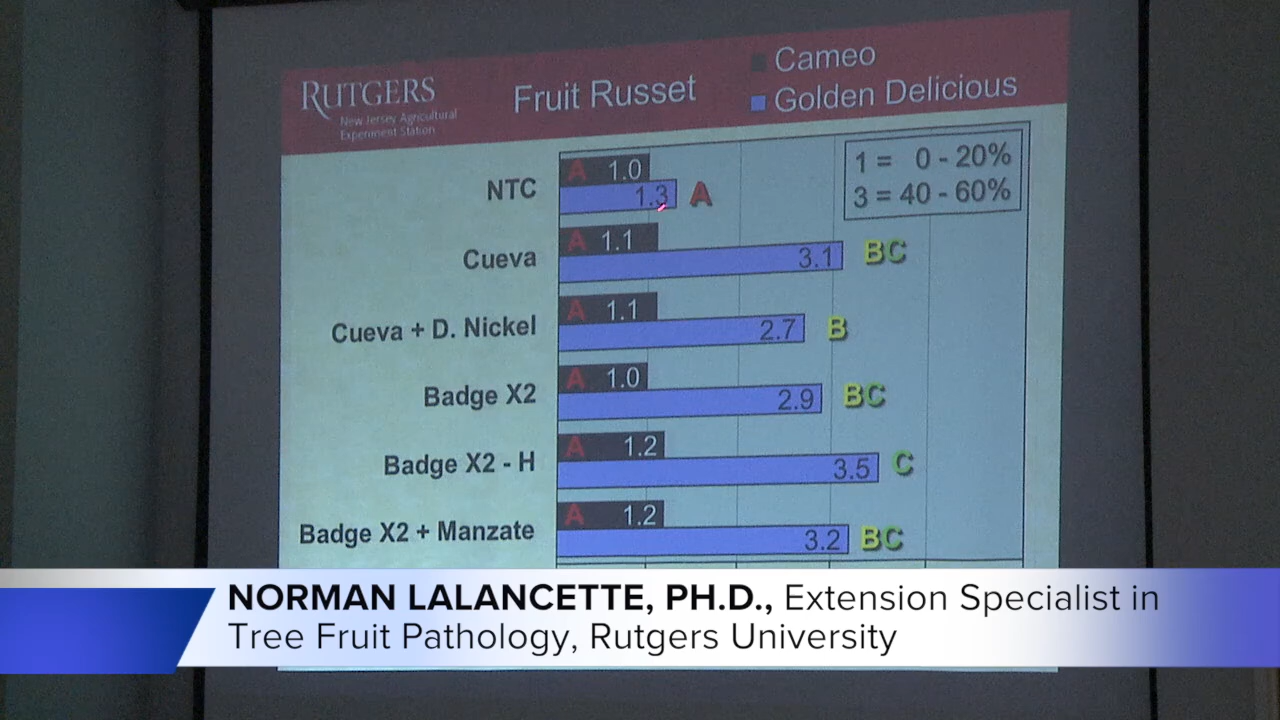 RUTGERS
New Jersey Agricultural
Experiment Station
Fruit Russet
Cameo
Golden Delicious
1 = 0 - 20%
3 = 40 - 60%
NTC
A 1.0
1.3 A
Cueva
A 1.1
3.1 BC
Cueva + D. Nickel
A 1.1
2.7 B
Badge X2
A 1.0
2.9 BC
Badge X2 - H
A 1.2
3.5 C
Badge X2 + Manzate
A 1.2
3.2 BC
NORMAN LALANCETTE, PH.D., Extension Specialist in
Tree Fruit Pathology, Rutgers University